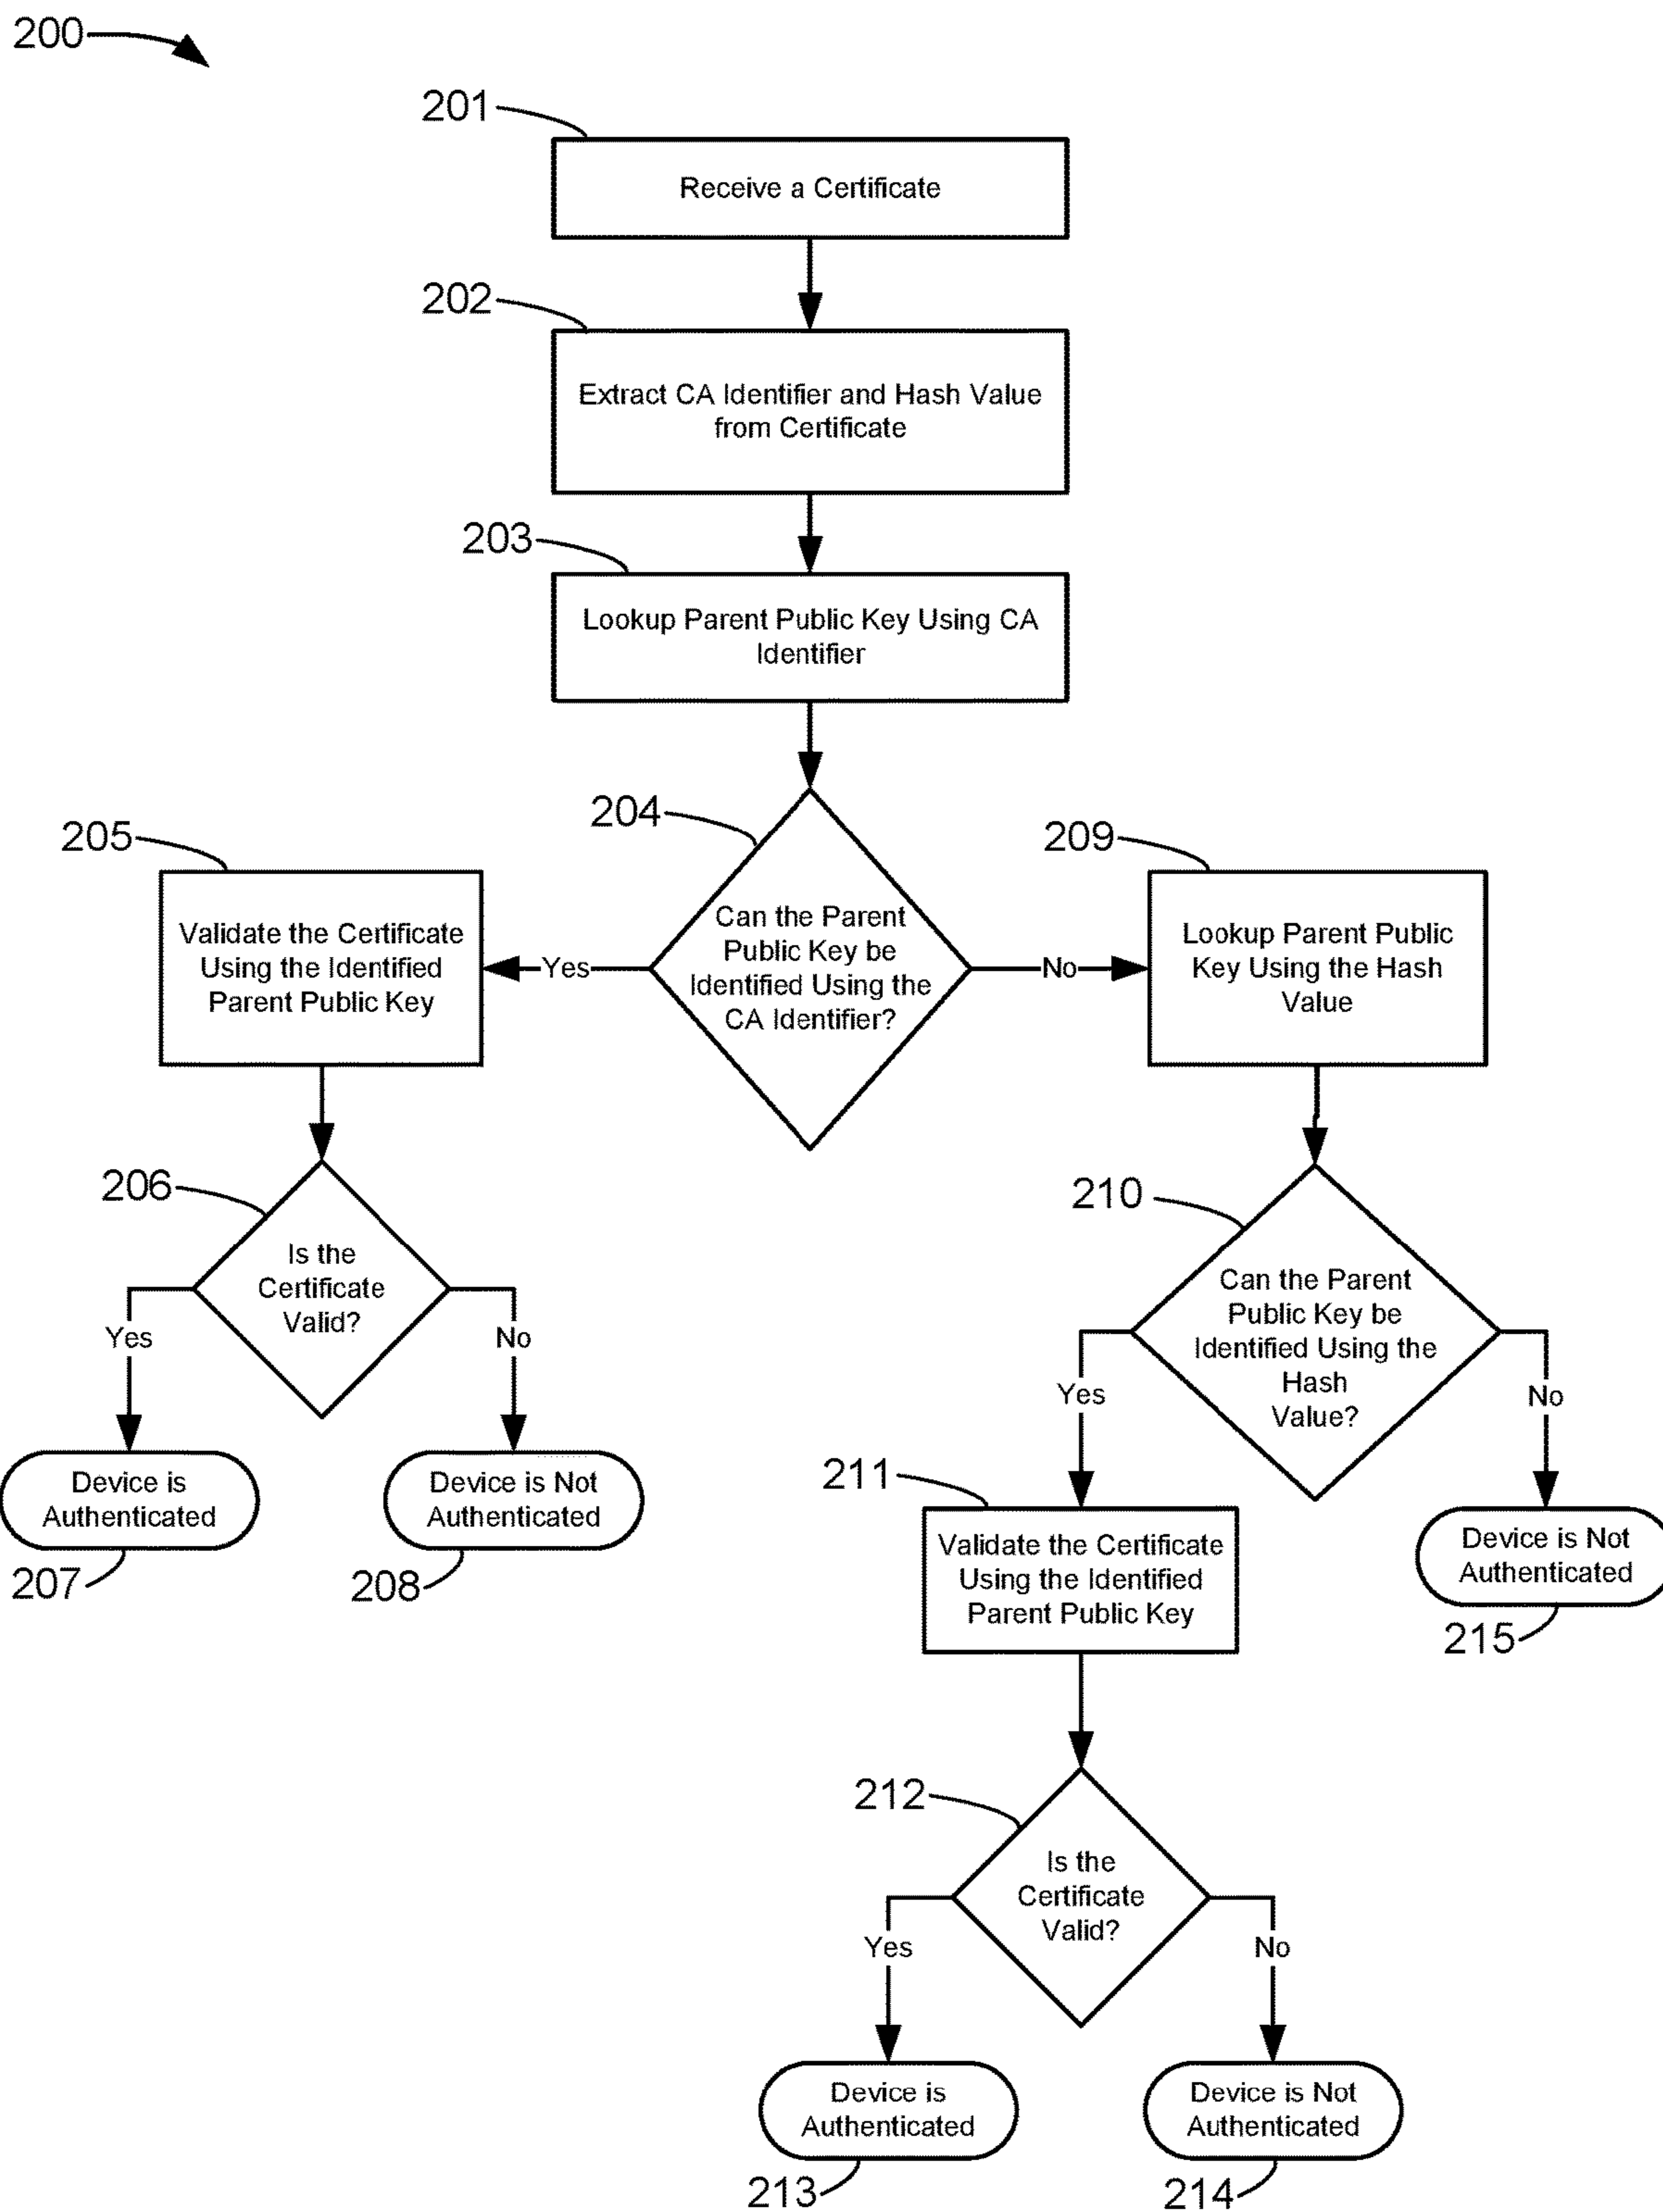 200
201
Receive a Certificate
202
Extract CA Identifier and Hash Value
from Certificate
203
Lookup Parent Public Key Using CA
Identifier
204
Can the Parent
Public Key be
Identified Using the
CA Identifier?
Yes
No
205
Validate the Certificate
Using the Identified
Parent Public Key
209
Lookup Parent Public
Key Using the Hash
Value
206
Is the
Certificate
Valid?
Yes
No
Device is
Authenticated
207
Device is Not
Authenticated
208
210
Can the Parent
Public Key be
Identified Using the
Hash
Value?
Yes
No
211
Validate the Certificate
Using the Identified
Parent Public Key
Device is Not
Authenticated
215
212
Is the
Certificate
Valid?
Yes
No
Device is
Authenticated
213
Device is Not
Authenticated
214